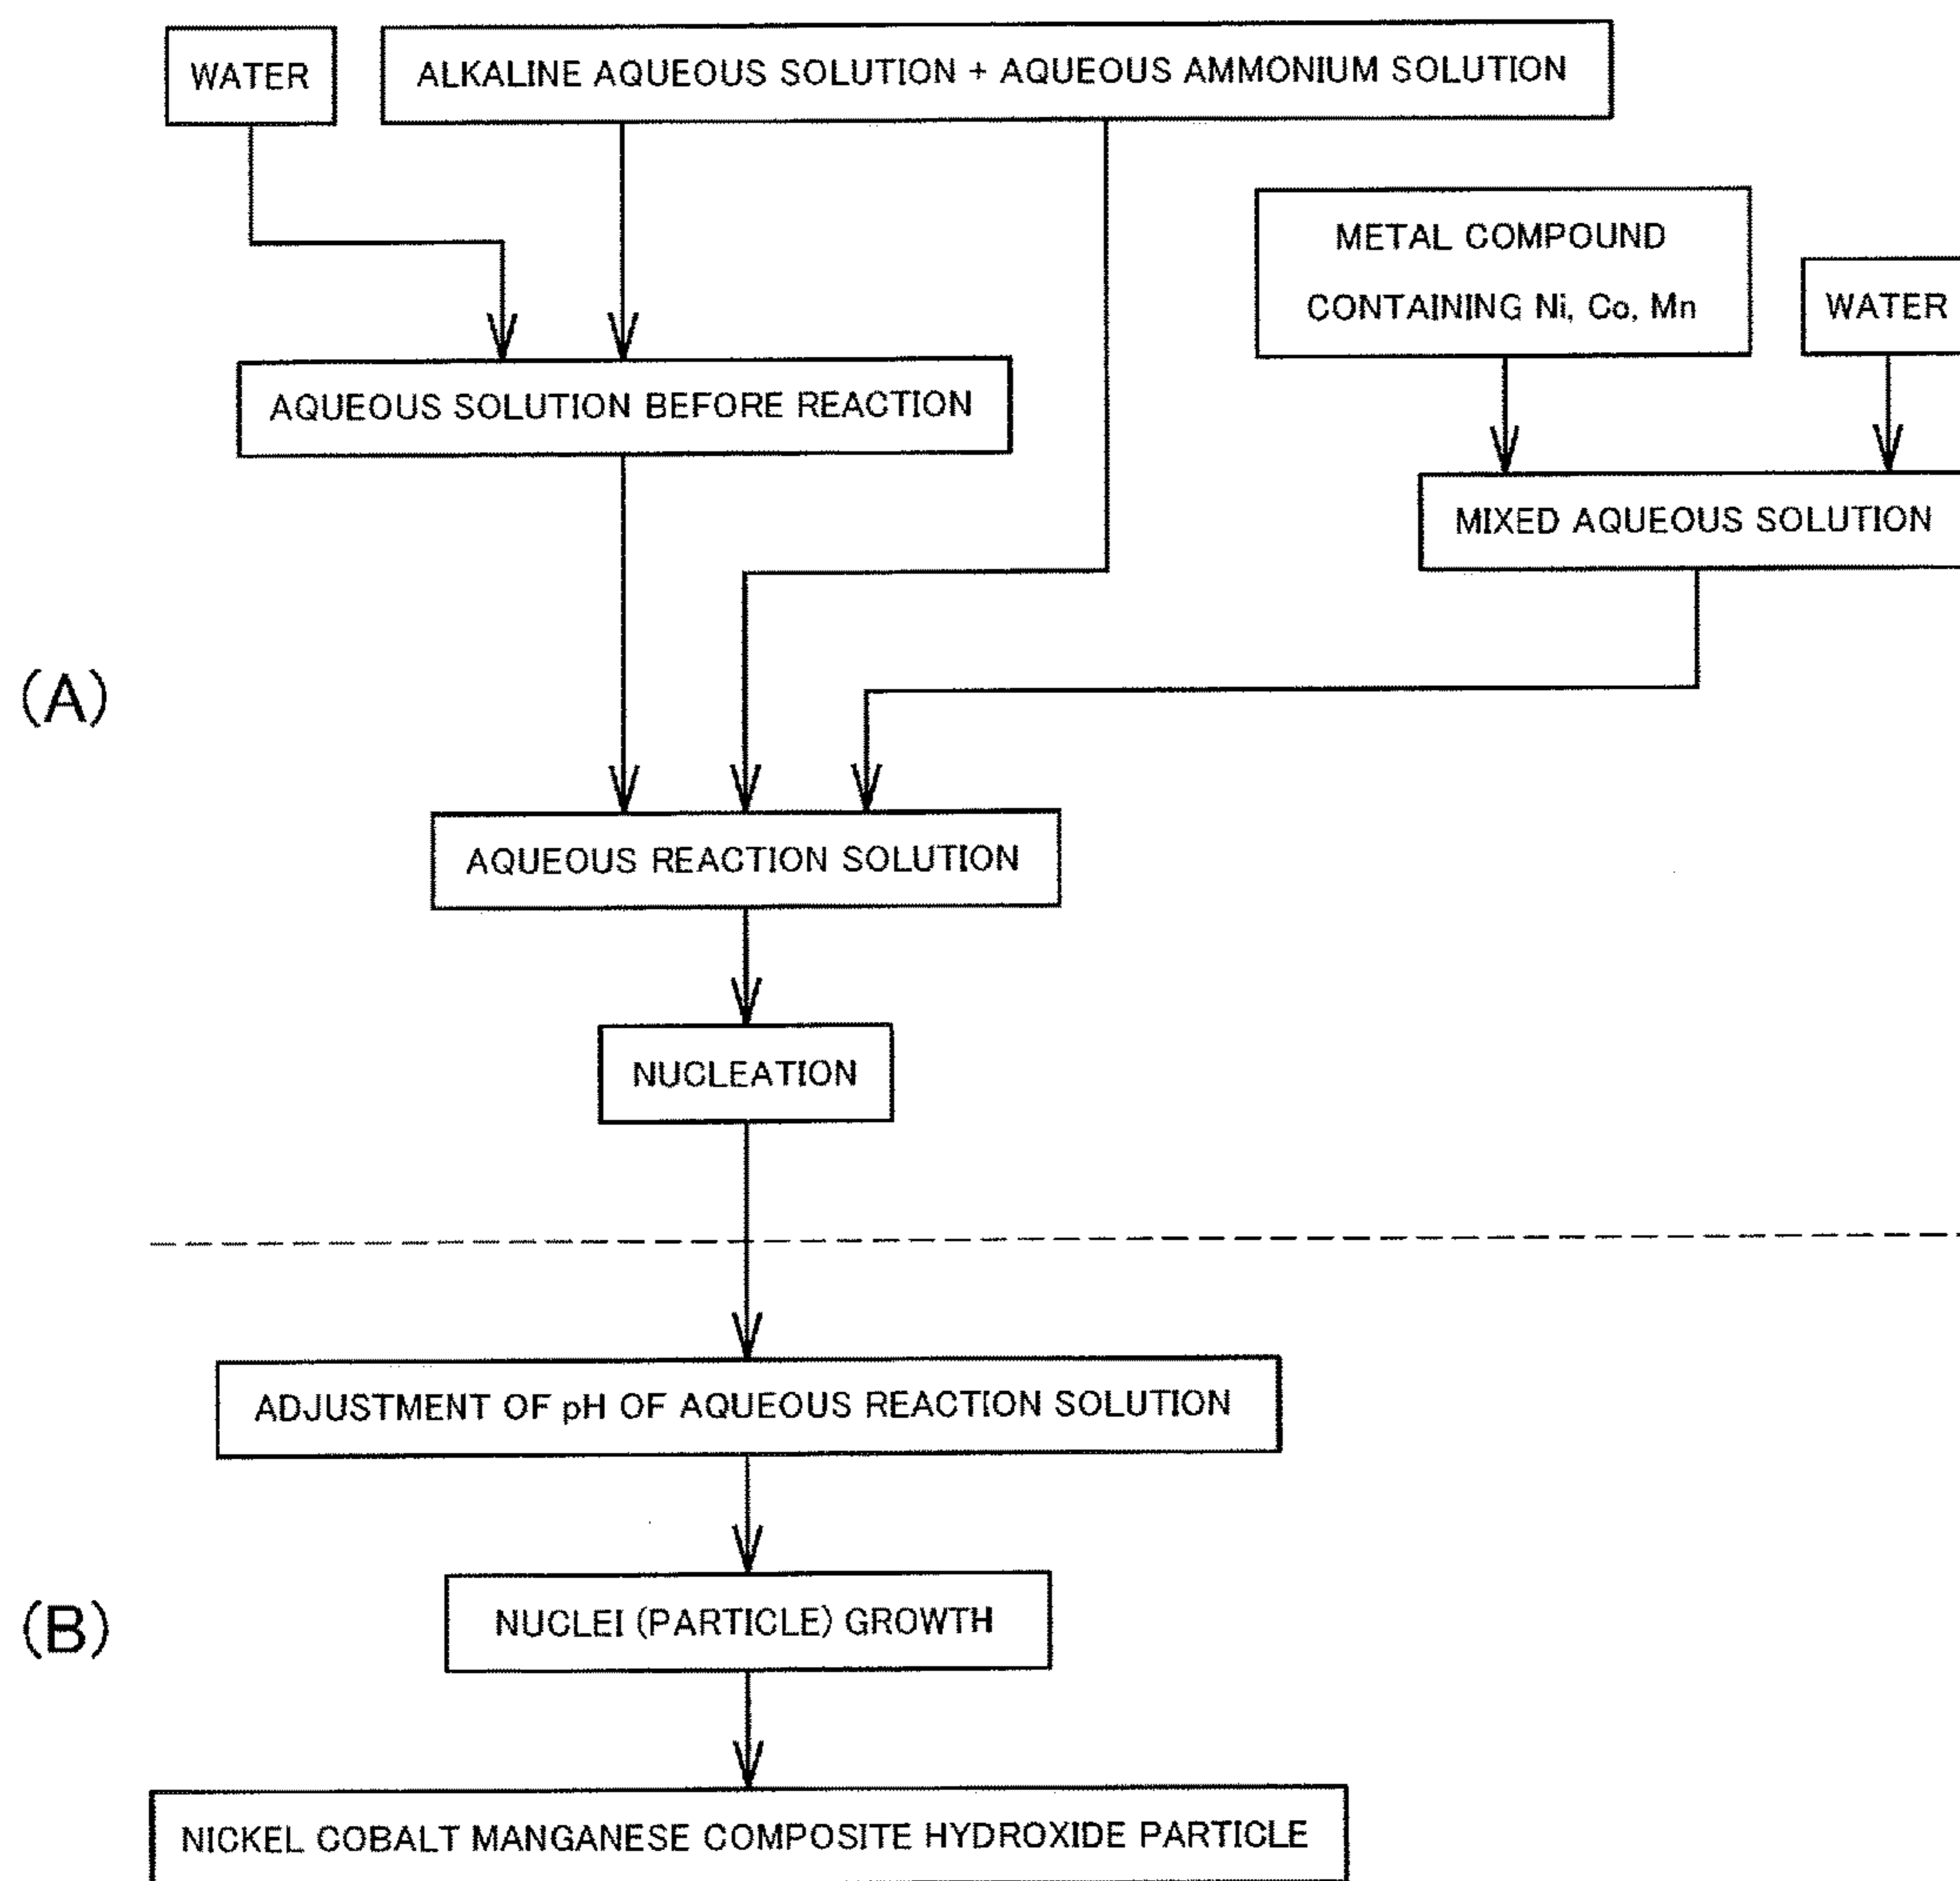 WATER
ALKALINE AQUEOUS SOLUTION + AQUEOUS AMMONIUM SOLUTION
METAL COMPOUND
CONTAINING Ni, Co, Mn
WATER
AQUEOUS SOLUTION BEFORE REACTION
MIXED AQUEOUS SOLUTION
(A)
AQUEOUS REACTION SOLUTION
NUCLEATION
ADJUSTMENT OF pH OF AQUEOUS REACTION SOLUTION
(B)
NUCLEI (PARTICLE) GROWTH
NICKEL COBALT MANGANESE COMPOSITE HYDROXIDE PARTICLE